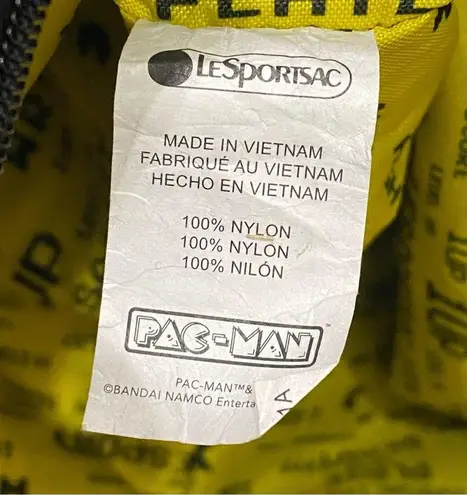 LESPORTSAC
MADE IN VIETNAM
FABRIQUÉ AU VIETNAM
HECHO EN VIETNAM
100% NYLON
100% NYLON
100% NILÓN
PAC-MAN™
PAC-MAN™&
©BANDAI NAMCO Enterta